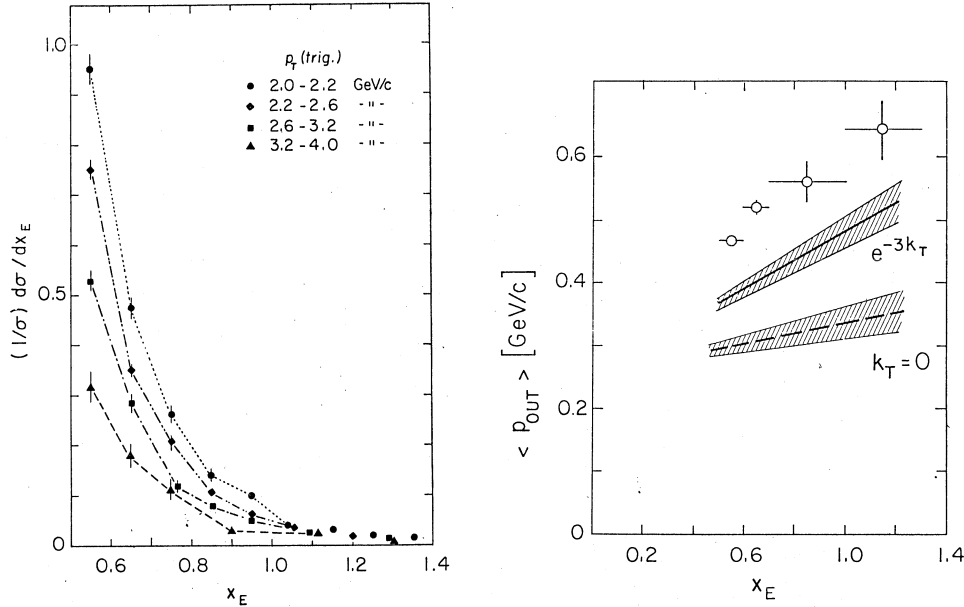 (1/σ) dσ/dx_E
1.0
0.5
0
p_T (trig.)
● 2.0 - 2.2 GeV/c
◆ 2.2 - 2.6 - " -
■ 2.6 - 3.2 - " -
▲ 3.2 - 4.0 - " -
0.6 0.8 1.0 1.2 1.4
x_E
< p_OUT > [GeV/c]
0.6
0.4
0.2
0
e^-3k_T
k_T = 0
0.2 0.6 1.0 1.4
x_E